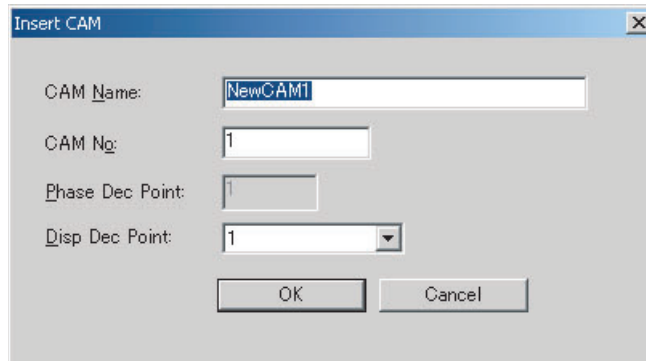 Insert CAM
CAM Name: NewCAM1
CAM No: 1
Phase Dec Point: 1
Disp Dec Point: 1
OK Cancel